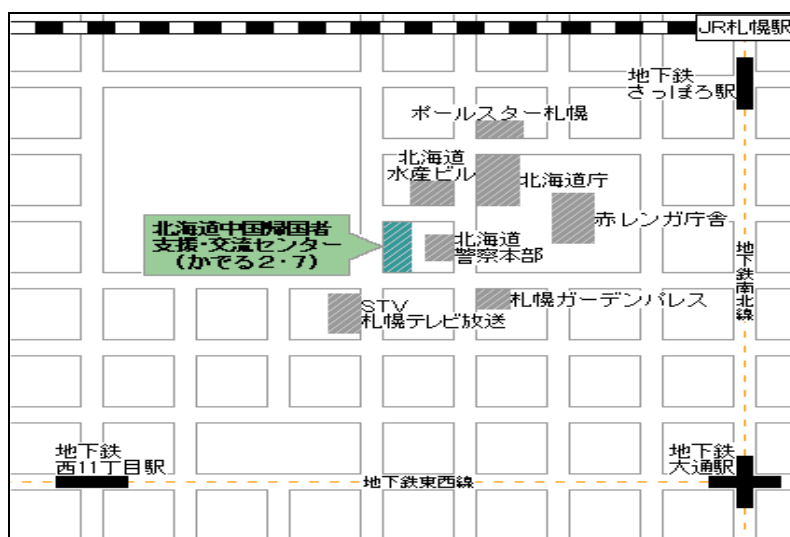 JR札幌駅
地下鉄
さっぽろ駅
ポールスター札幌
北海道
水産ビル
北海道庁
赤レンガ庁舎
北海道中国帰国者
支援・交流センター
(かでる2・7)
北海道
警察本部
地下鉄南北線
STV
札幌テレビ放送
札幌ガーデンパレス
地下鉄
西11丁目駅
地下鉄東西線
地下鉄
大通駅